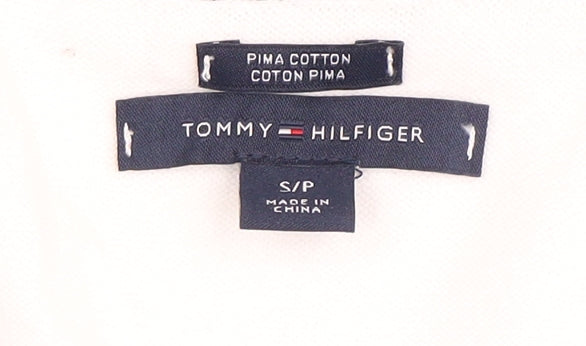 PIMA COTTON
COTON PIMA
TOMMY HILFIGER
S/P
MADE IN
CHINA